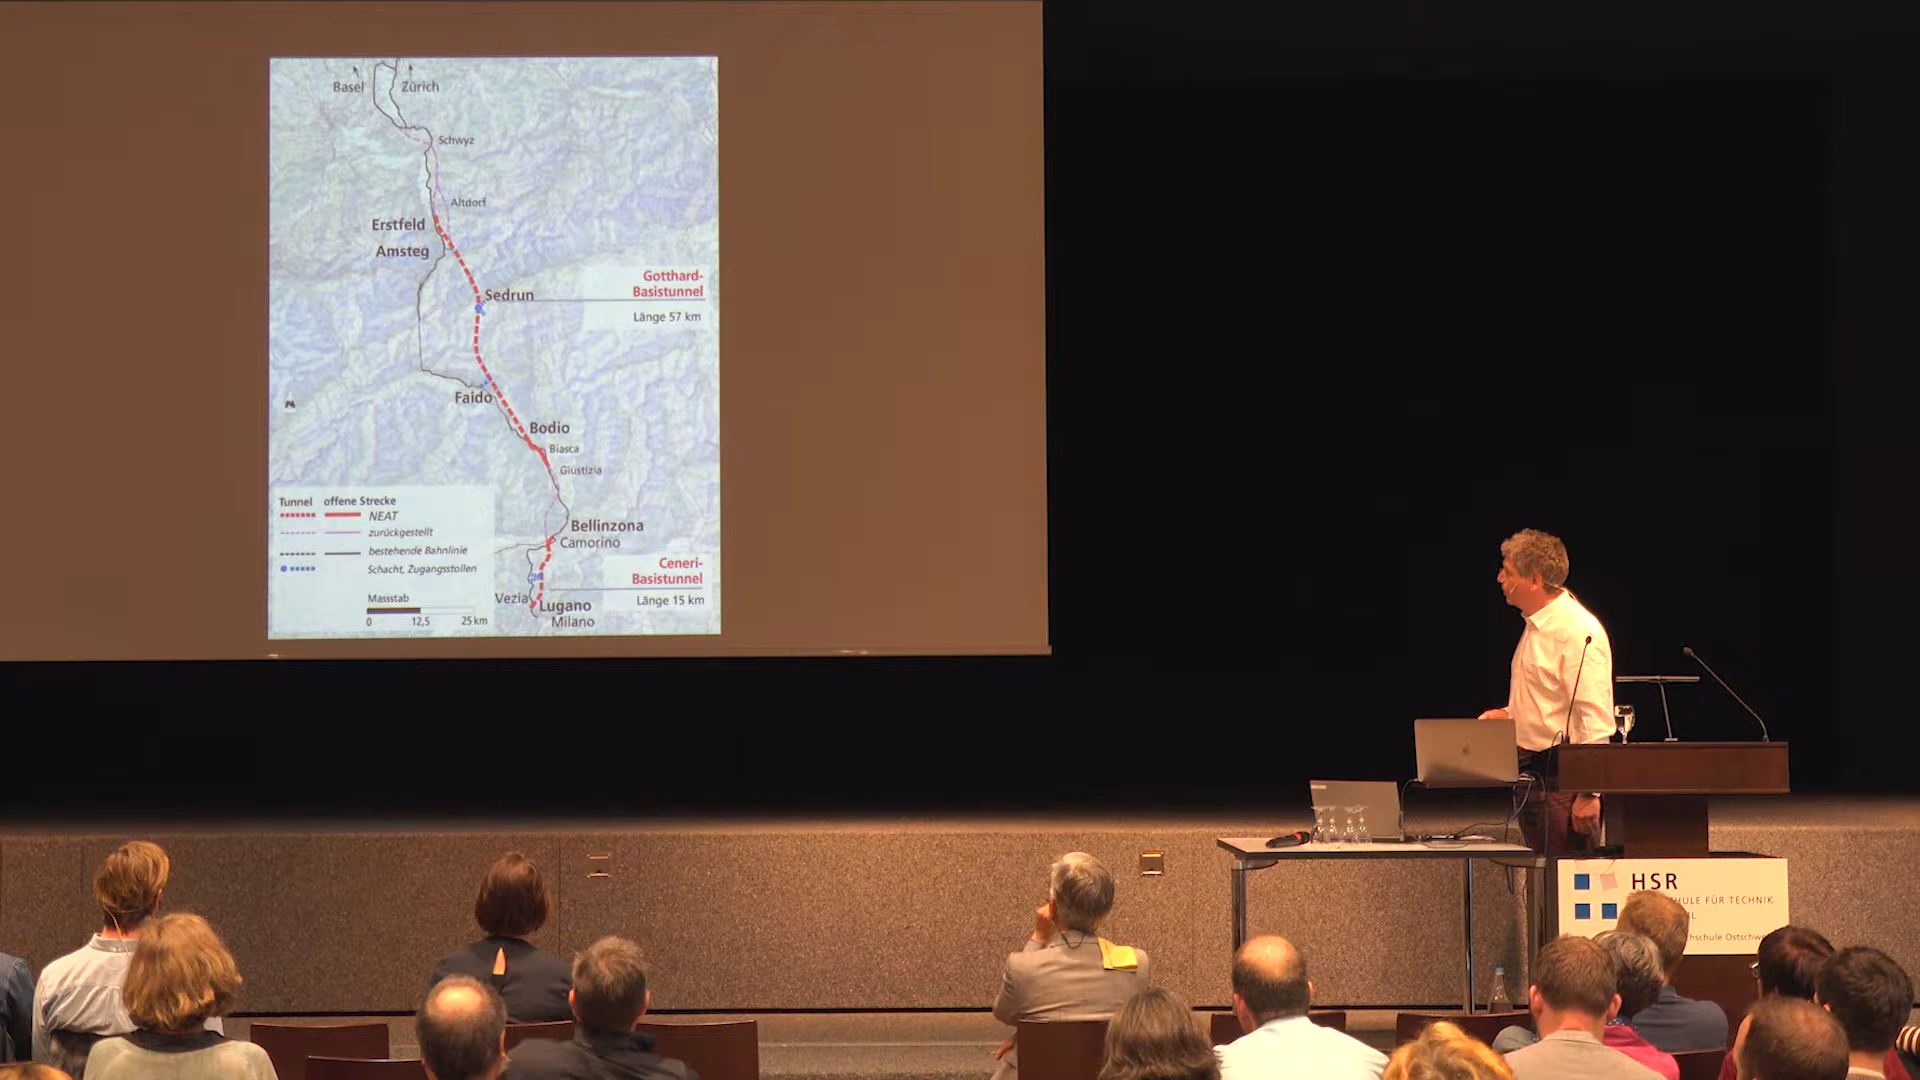 Basel Zürich
Schwyz
Altdorf
Erstfeld
Amsteg
Gotthard-
Basistunnel
Sedrun
Länge 57 km
Faido
Bodio
Biasca
Giustizia
Tunnel offene Strecke
NEAT
zurückgestellt
bestehende Bahnlinie
Schacht, Zugangsstollen
Massstab
0 12,5 25 km
Bellinzona
Camorino
Ceneri-
Basistunnel
Vezia
Lugano
Länge 15 km
Milano
HSR
FÜR TECHNIK